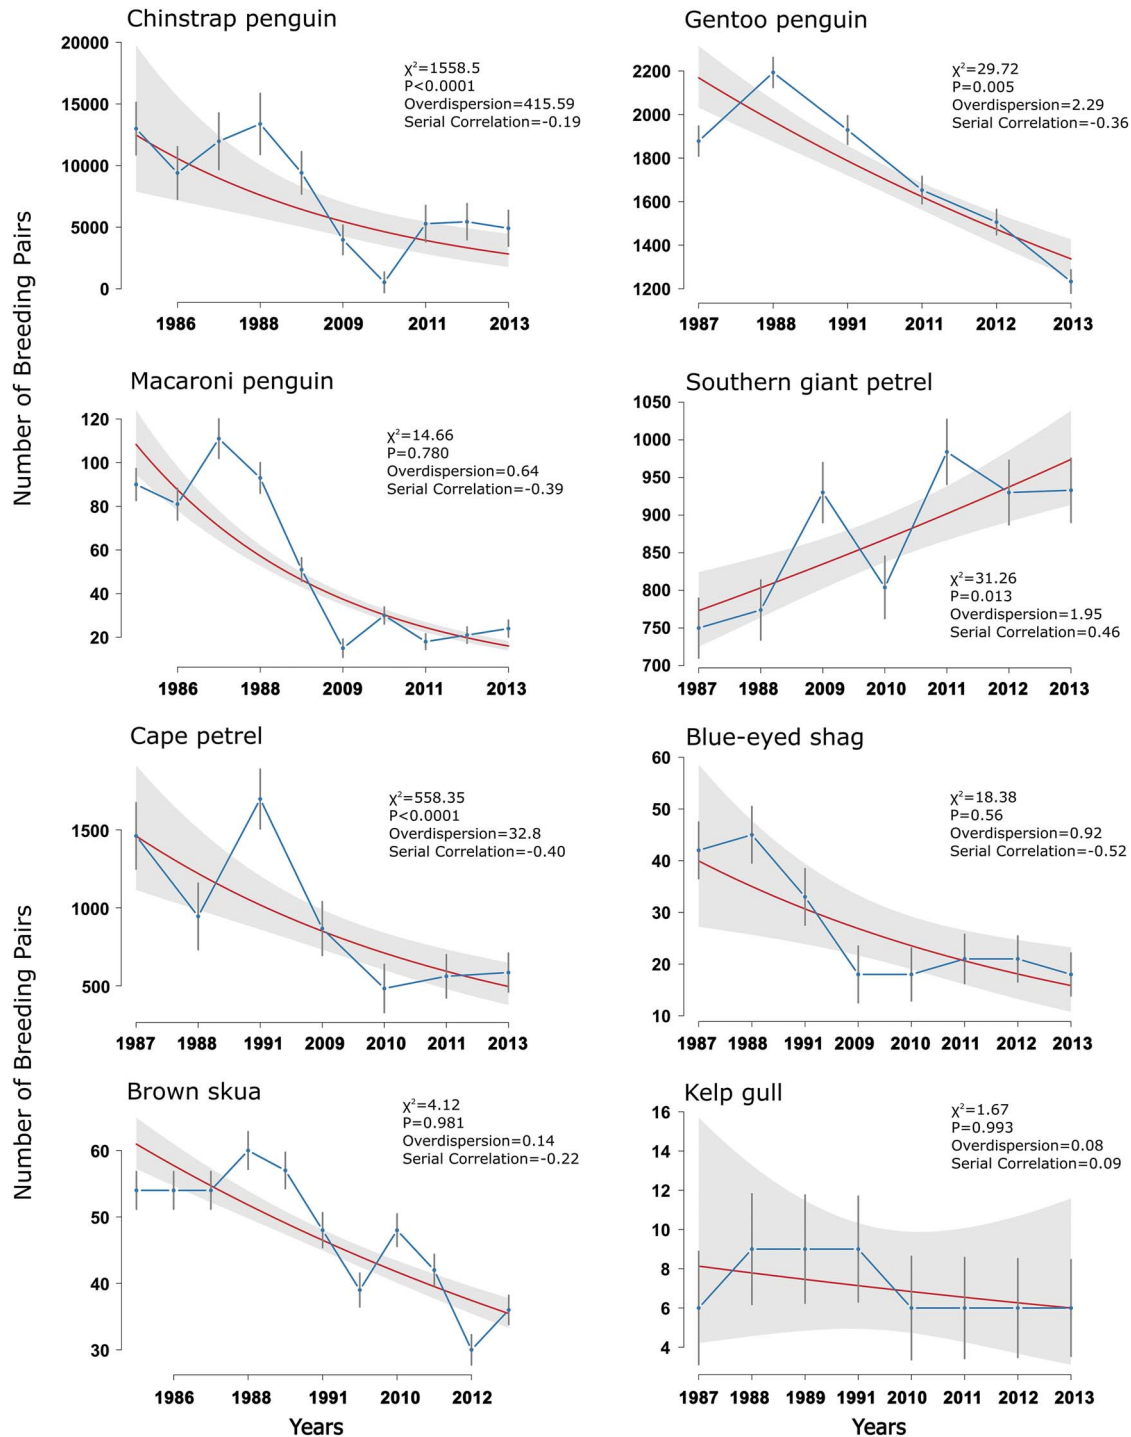 Chinstrap penguin
20000
15000
10000
5000
0
χ²=1558.5
P<0.0001
Overdispersion=415.59
Serial Correlation=-0.19
1986 1988 2009 2011 2013
Gentoo penguin
2200
2000
1800
1600
1400
1200
χ²=29.72
P=0.005
Overdispersion=2.29
Serial Correlation=-0.36
1987 1988 1991 2011 2012 2013
Number of Breeding Pairs
Macaroni penguin
120
100
80
60
40
20
χ²=14.66
P=0.780
Overdispersion=0.64
Serial Correlation=-0.39
1986 1988 2009 2011 2013
Southern giant petrel
1050
1000
950
900
850
800
750
700
χ²=31.26
P=0.013
Overdispersion=1.95
Serial Correlation=0.46
1987 1988 2009 2010 2011 2012 2013
Cape petrel
1500
1000
500
χ²=558.35
P<0.0001
Overdispersion=32.8
Serial Correlation=-0.40
1987 1988 1991 2009 2010 2011 2013
Blue-eyed shag
60
50
40
30
20
10
χ²=18.38
P=0.56
Overdispersion=0.92
Serial Correlation=-0.52
1987 1988 1991 2009 2010 2011 2012 2013
Number of Breeding Pairs
Brown skua
60
50
40
30
χ²=4.12
P=0.981
Overdispersion=0.14
Serial Correlation=-0.22
1986 1988 1991 2010 2012
Years
Kelp gull
16
14
12
10
8
6
4
χ²=1.67
P=0.993
Overdispersion=0.08
Serial Correlation=0.09
1987 1988 1989 1991 2010 2011 2012 2013
Years